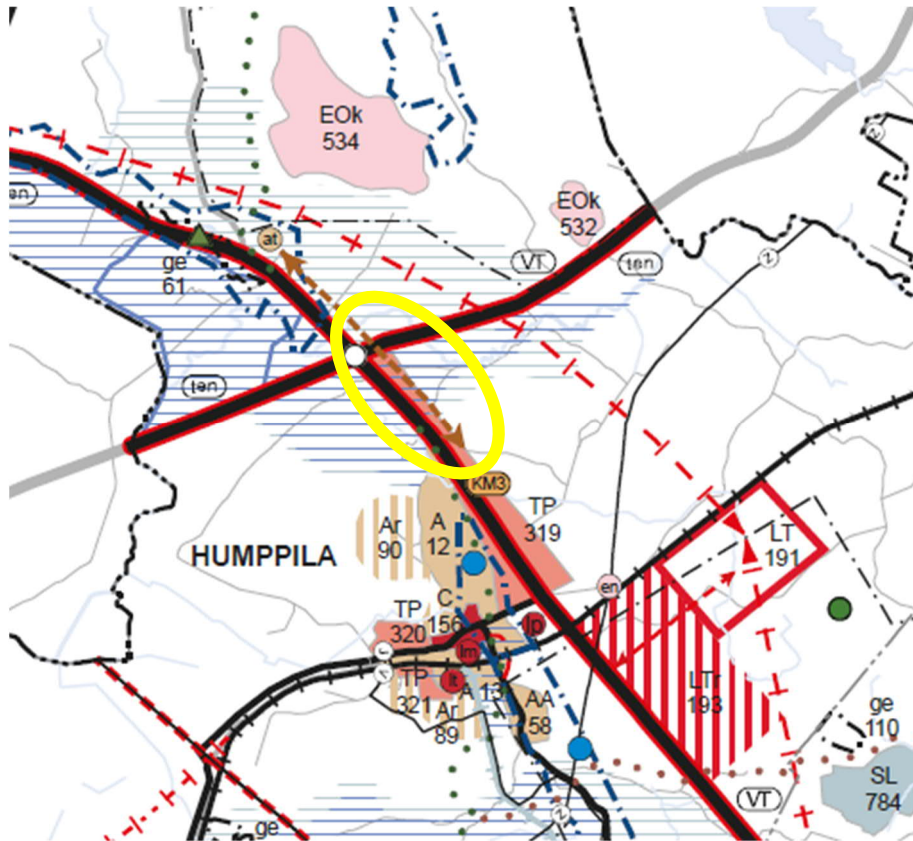 EOk
534
EOk
532
ten
at
VT
ten
ge
61
z
z
ten
KM3
A
12
TP
319
Ar
90
HUMPPILA
LT
191
en
C
156
TP
320
lp
lm
TP
321
lt
A 13
Ar
89
AA
58
LTr
193
ge
110
SL
784
VT
z
ge